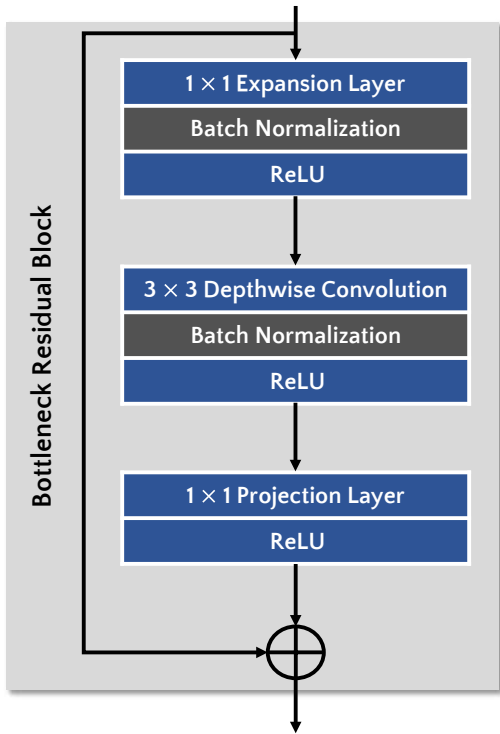 1 × 1 Expansion Layer
Batch Normalization
ReLU
3 × 3 Depthwise Convolution
Batch Normalization
ReLU
1 × 1 Projection Layer
ReLU
Bottleneck Residual Block